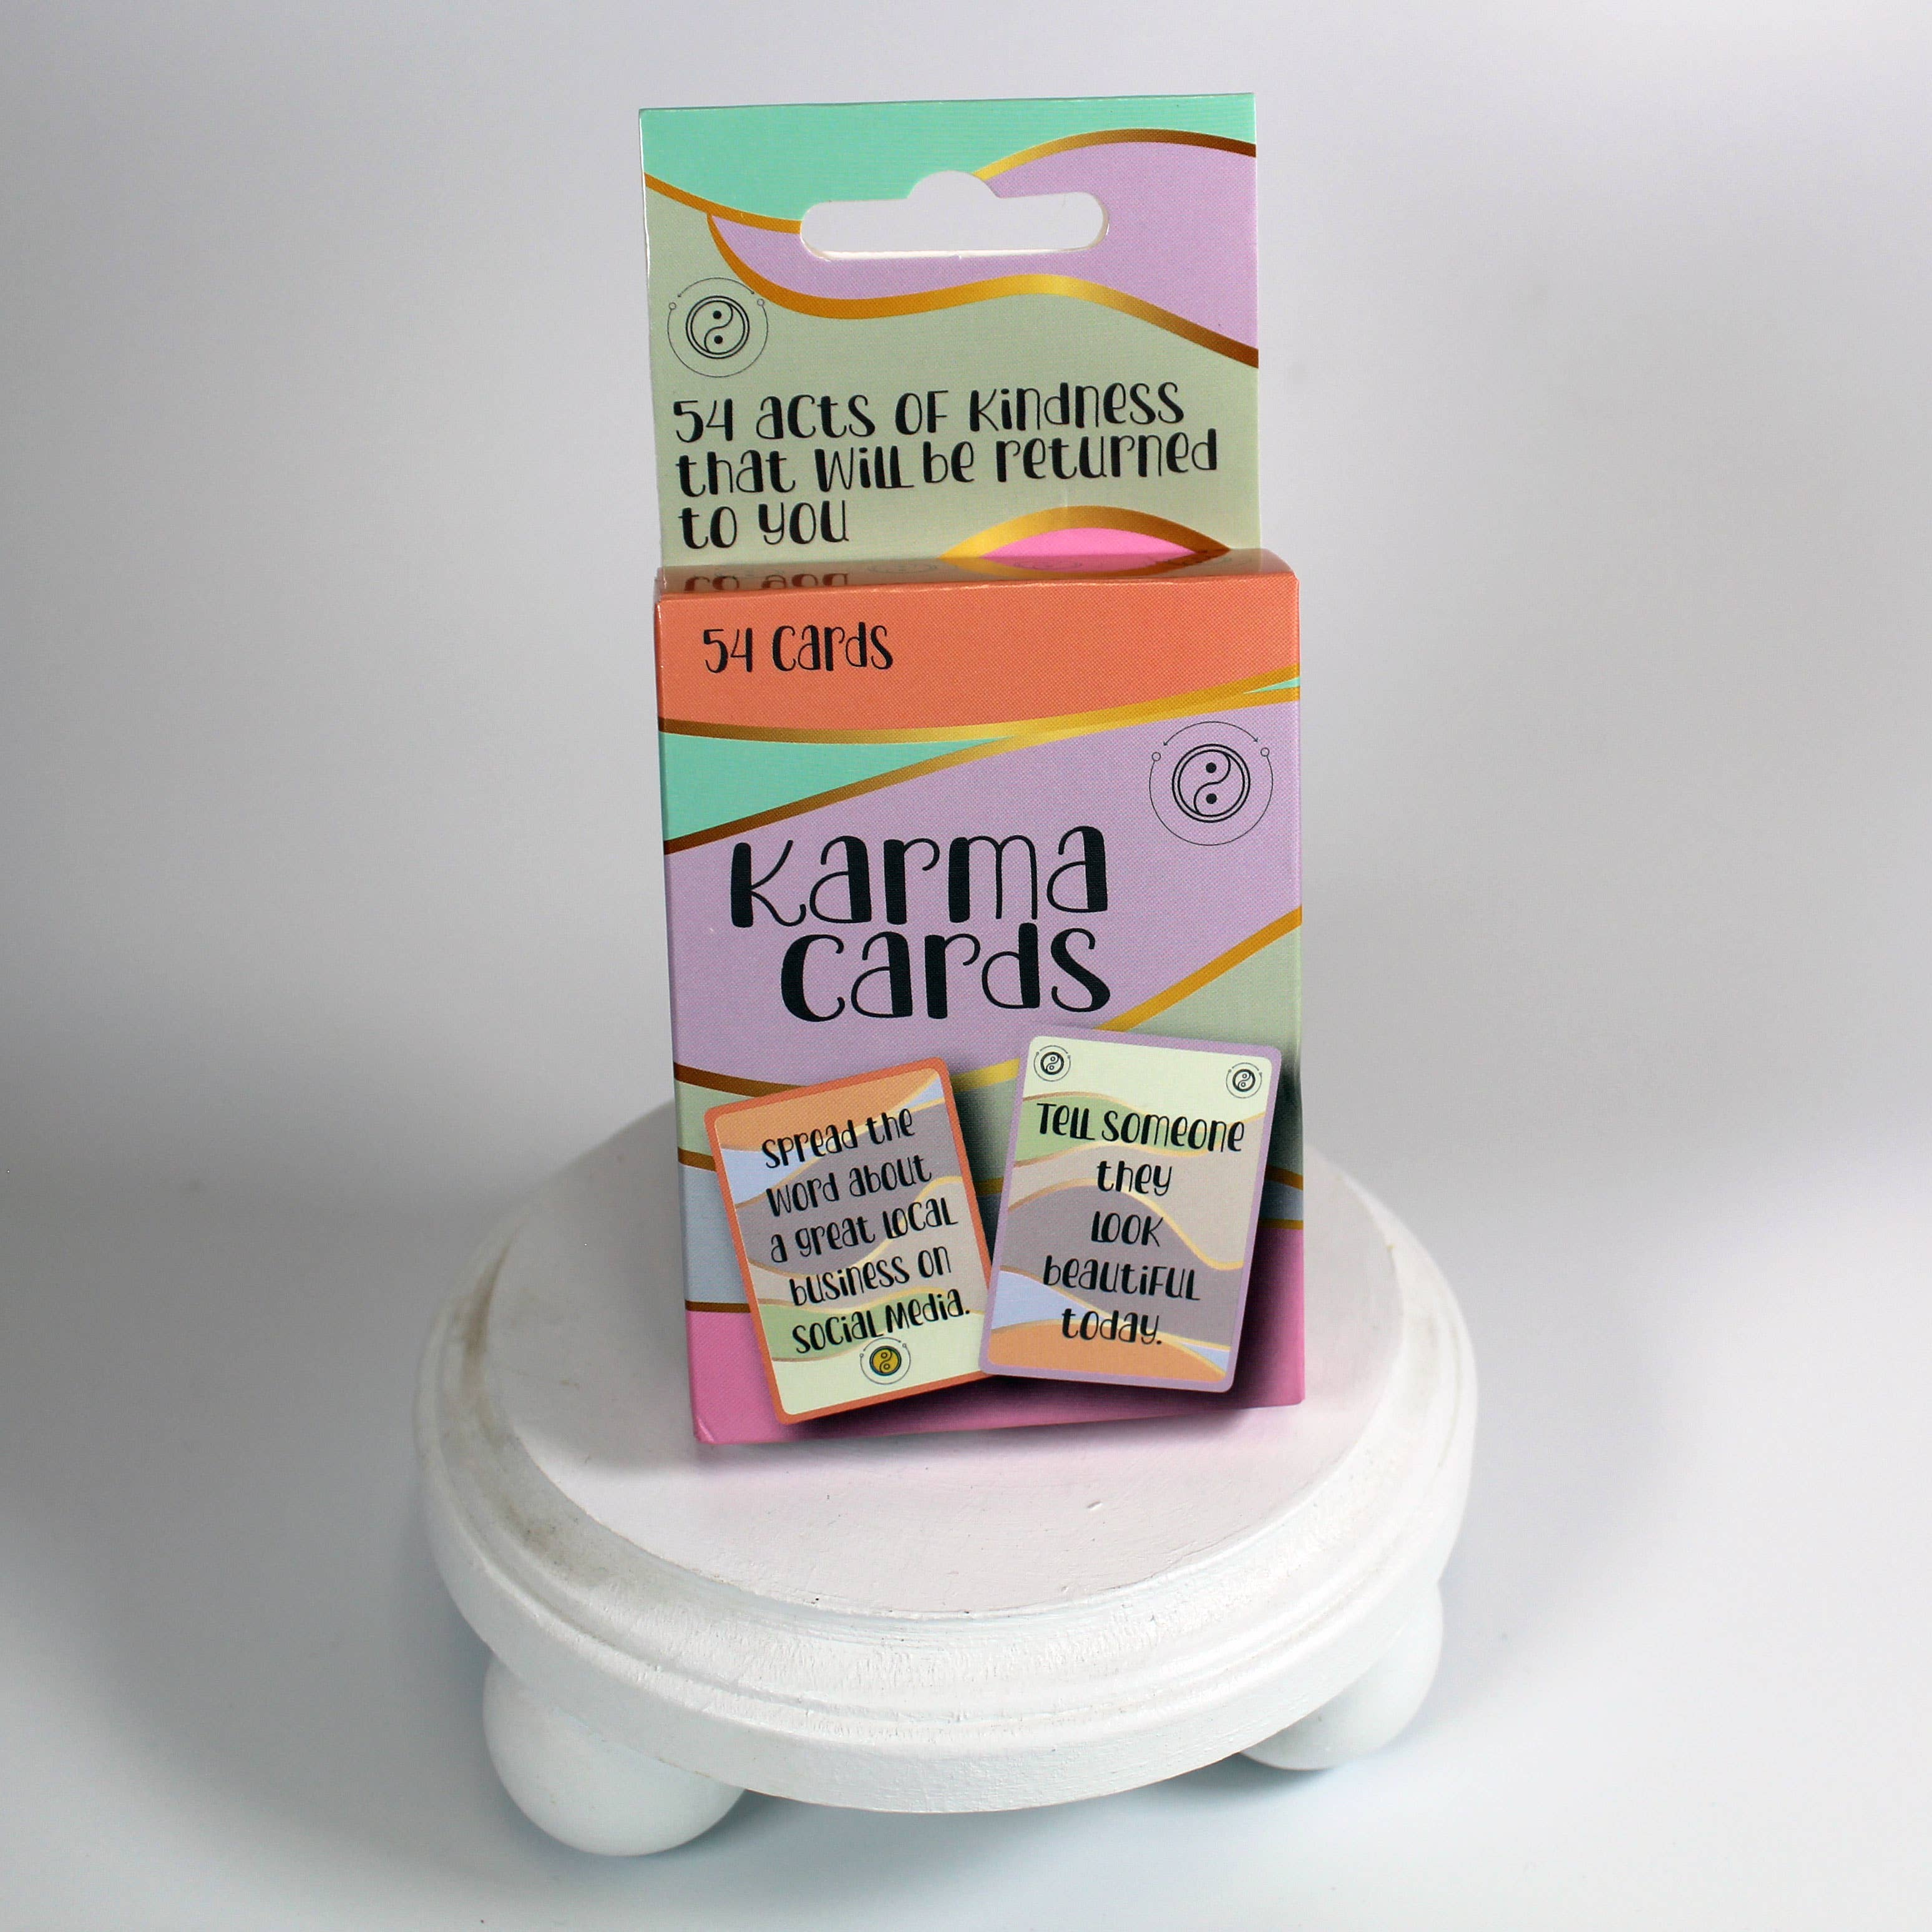 54 acts of kindness
that will be returned
to you
54 cards
Karma
cards
Spread the
word about
a great local
business on
social media.
Tell someone
they
look
beautiful
today.